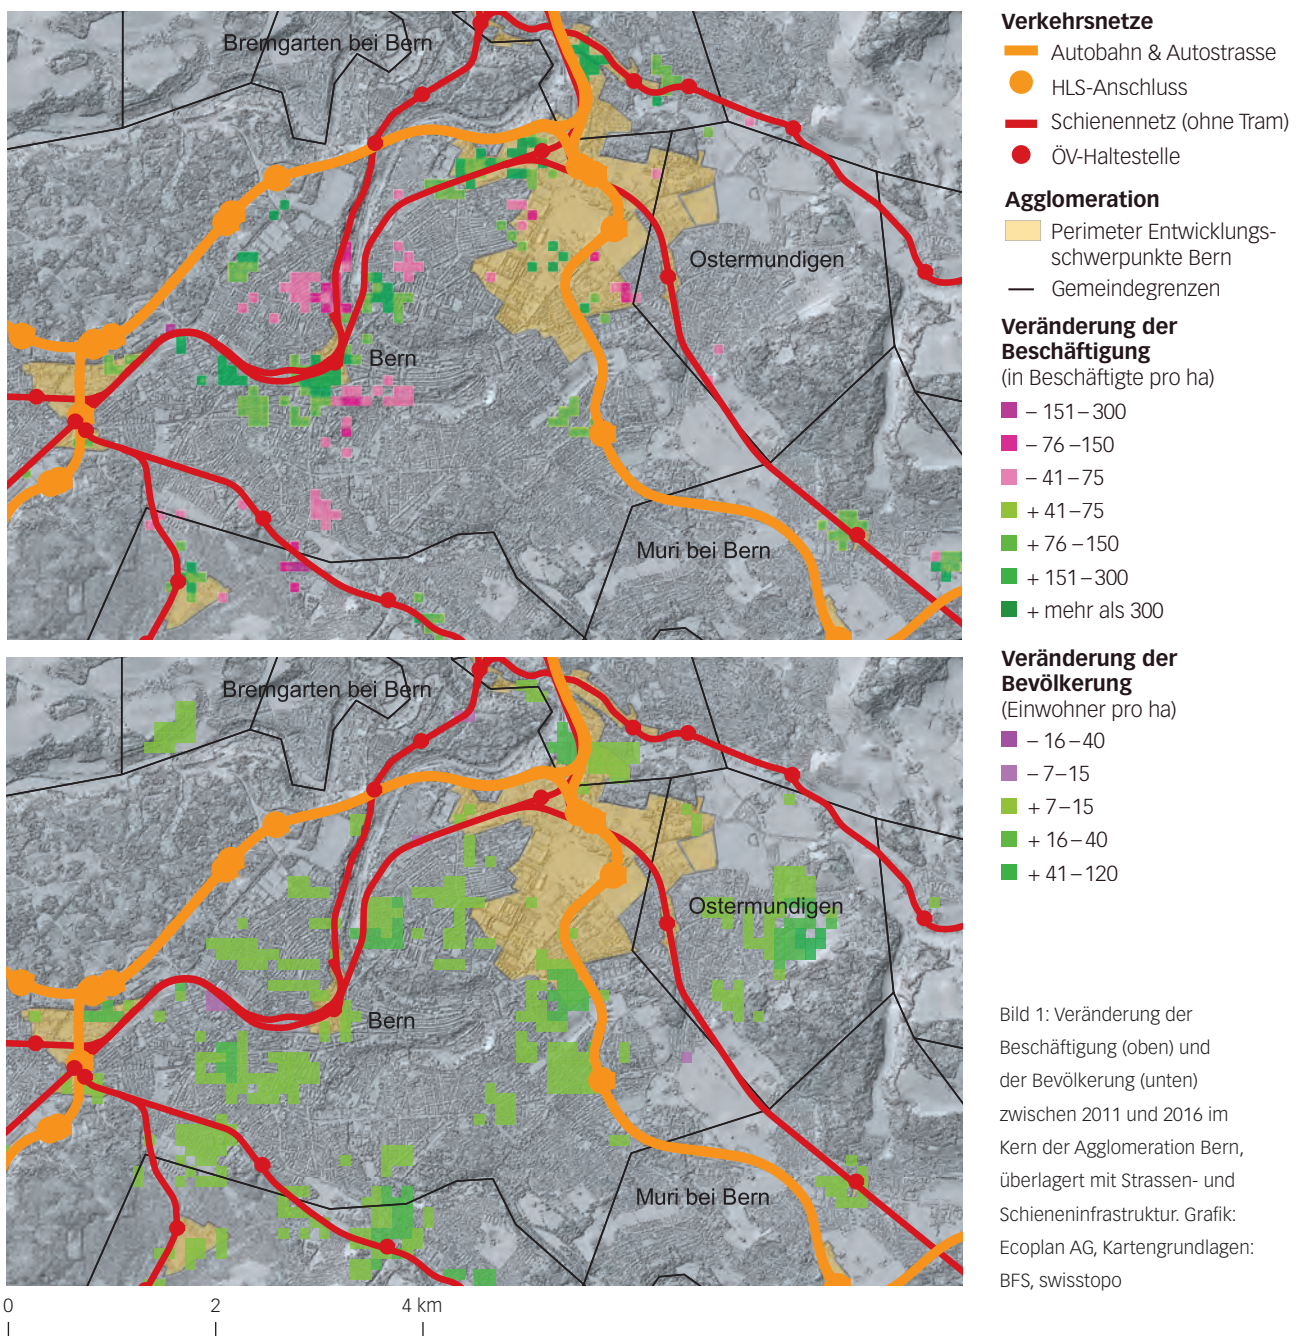 Bremgarten bei Bern
Ostermundigen
Bern
Muri bei Bern
Verkehrsnetze
Autobahn & Autostrasse
HLS-Anschluss
Schienennetz (ohne Tram)
ÖV-Haltestelle
Agglomeration
Perimeter Entwicklungs-
schwerpunkte Bern
Gemeindegrenzen
Veränderung der
Beschäftigung
(in Beschäftigte pro ha)
– 151–300
– 76–150
– 41–75
+ 41–75
+ 76–150
+ 151–300
+ mehr als 300
Bremgarten bei Bern
Ostermundigen
Bern
Muri bei Bern
Veränderung der
Bevölkerung
(Einwohner pro ha)
– 16–40
– 7–15
+ 7–15
+ 16–40
+ 41–120
Bild 1: Veränderung der
Beschäftigung (oben) und
der Bevölkerung (unten)
zwischen 2011 und 2016 im
Kern der Agglomeration Bern,
überlagert mit Strassen- und
Schieneninfrastruktur. Grafik:
Ecoplan AG, Kartengrundlagen:
BFS, swisstopo
0 2 4 km